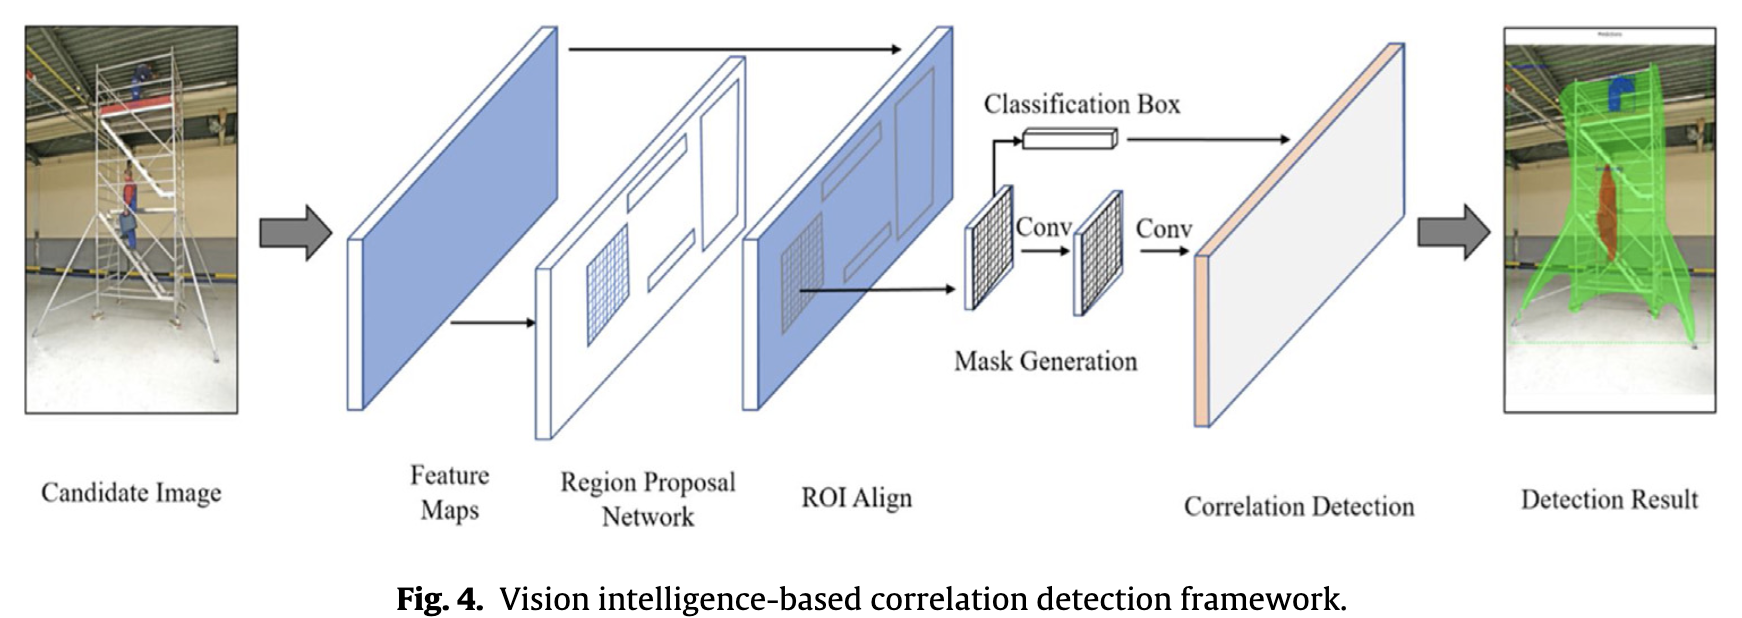 Classification Box
Conv
Conv
Mask Generation
Candidate Image
Feature
Maps
Region Proposal
Network
ROI Align
Correlation Detection
Detection Result
Fig. 4. Vision intelligence-based correlation detection framework.